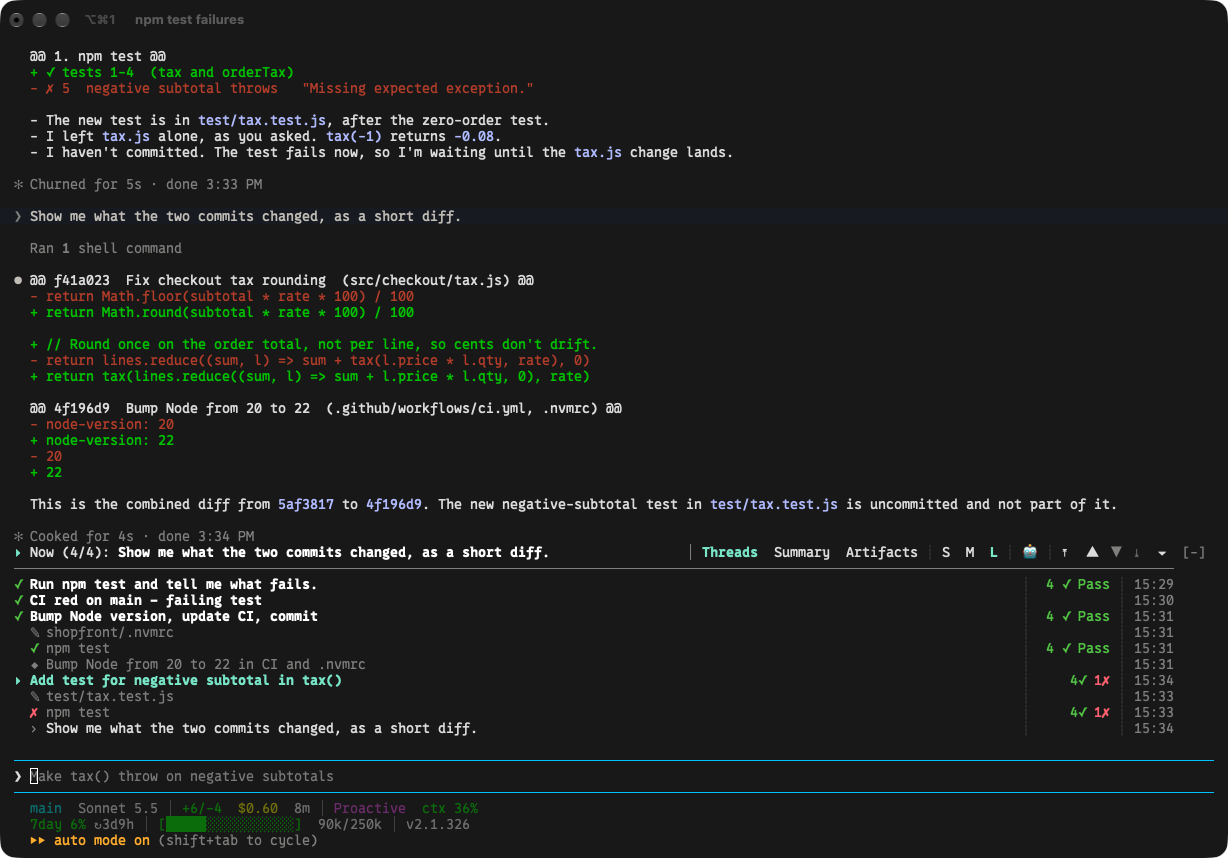 ⌥⌘1 npm test failures
@@ 1. npm test @@
+ ✓ tests 1-4 (tax and orderTax)
- ✗ 5 negative subtotal throws "Missing expected exception."
- The new test is in test/tax.test.js, after the zero-order test.
- I left tax.js alone, as you asked. tax(-1) returns -0.08.
- I haven't committed. The test fails now, so I'm waiting until the tax.js change lands.
✻ Churned for 5s · done 3:33 PM
❯ Show me what the two commits changed, as a short diff.
Ran 1 shell command
● @@ f41a023 Fix checkout tax rounding (src/checkout/tax.js) @@
- return Math.floor(subtotal * rate * 100) / 100
+ return Math.round(subtotal * rate * 100) / 100
+ // Round once on the order total, not per line, so cents don't drift.
- return lines.reduce((sum, l) => sum + tax(l.price * l.qty, rate), 0)
+ return tax(lines.reduce((sum, l) => sum + l.price * l.qty, 0), rate)
@@ 4f196d9 Bump Node from 20 to 22 (.github/workflows/ci.yml, .nvmrc) @@
- node-version: 20
+ node-version: 22
- 20
+ 22
This is the combined diff from 5af3817 to 4f196d9. The new negative-subtotal test in test/tax.test.js is uncommitted and not part of it.
✻ Cooked for 4s · done 3:34 PM
▸ Now (4/4): Show me what the two commits changed, as a short diff. │ Threads Summary Artifacts │ S M L │ 🤖 │ ↑ ▲ ▼ ↓ ▾ [-]
✓ Run npm test and tell me what fails. 4 ✓ Pass 15:29
✓ CI red on main – failing test 15:30
✓ Bump Node version, update CI, commit 4 ✓ Pass 15:31
✎ shopfront/.nvmrc 15:31
✓ npm test 4 ✓ Pass 15:31
◆ Bump Node from 20 to 22 in CI and .nvmrc 15:31
▸ Add test for negative subtotal in tax() 4✓ 1✗ 15:34
✎ test/tax.test.js 15:33
✗ npm test 4✓ 1✗ 15:33
› Show me what the two commits changed, as a short diff. 15:34
❯ Make tax() throw on negative subtotals
main Sonnet 5.5 │ +6/-4 $0.60 8m │ Proactive ctx 36%
7day 6% ↻3d9h │ [] 90k/250k │ v2.1.326
▸▸ auto mode on (shift+tab to cycle)